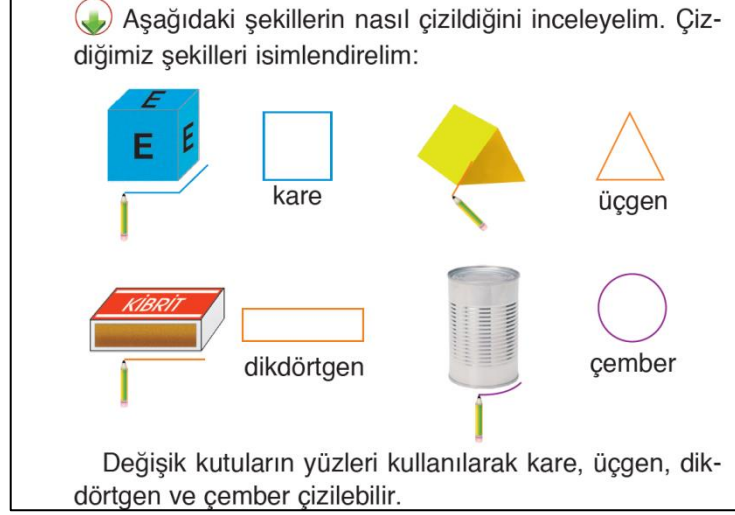 Aşağıdaki şekillerin nasıl çizildiğini inceleyelim. Çiz-
diğimiz şekilleri isimlendirelim:
E
E
E
kare
üçgen
KİBRİT
dikdörtgen
çember
Değişik kutuların yüzleri kullanılarak kare, üçgen, dik-
dörtgen ve çember çizilebilir.